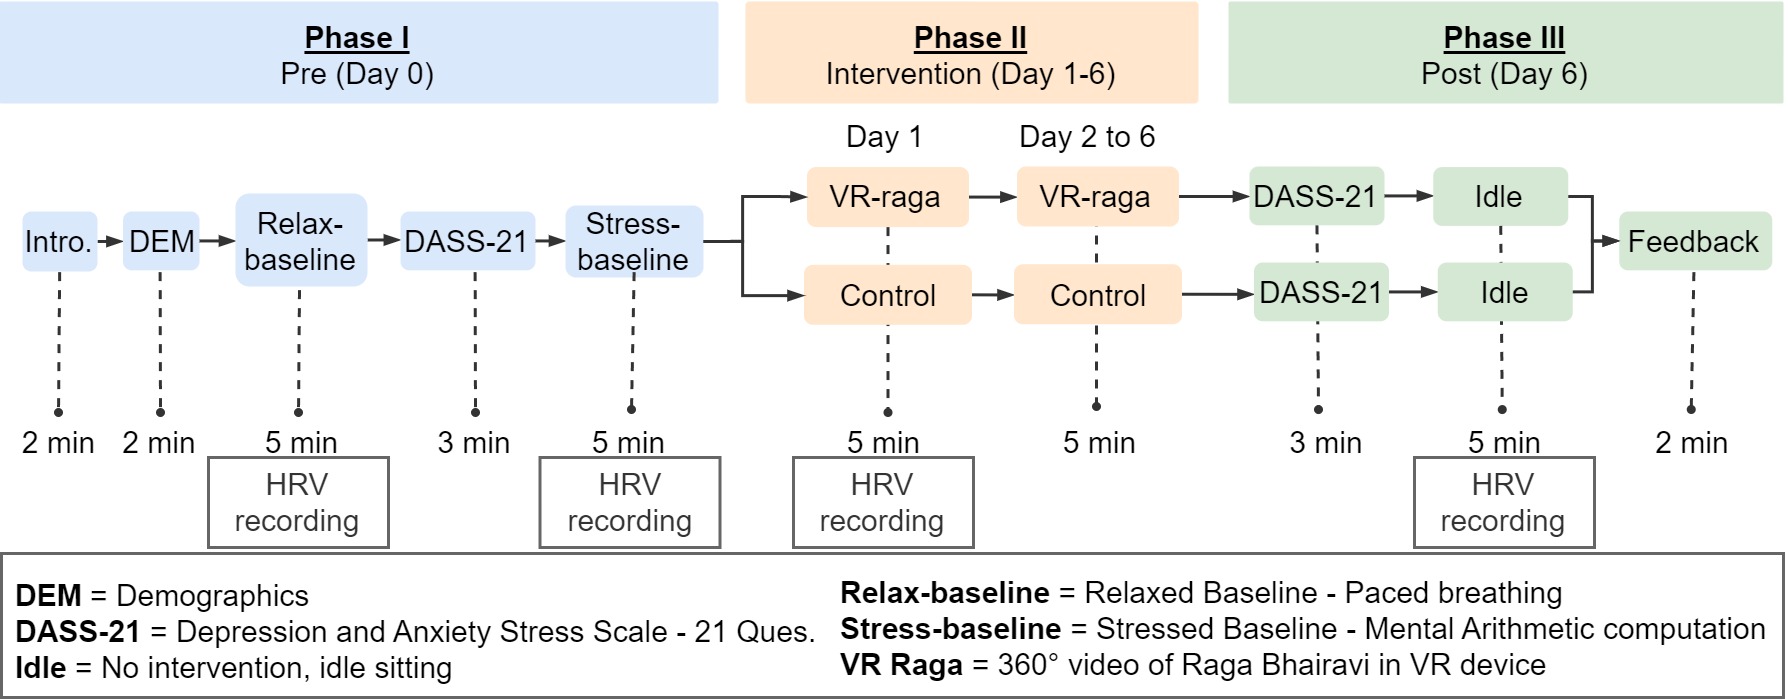 Phase I
Pre (Day 0)
Phase II
Intervention (Day 1-6)
Phase III
Post (Day 6)
Day 1
Day 2 to 6
Intro.
DEM
Relax-
baseline
DASS-21
Stress-
baseline
VR-raga
VR-raga
DASS-21
Idle
Control
Control
DASS-21
Idle
Feedback
2 min
2 min
5 min
3 min
5 min
5 min
5 min
3 min
5 min
2 min
HRV
recording
HRV
recording
HRV
recording
HRV
recording
DEM = Demographics
DASS-21 = Depression and Anxiety Stress Scale - 21 Ques.
Idle = No intervention, idle sitting
Relax-baseline = Relaxed Baseline - Paced breathing
Stress-baseline = Stressed Baseline - Mental Arithmetic computation
VR Raga = 360° video of Raga Bhairavi in VR device